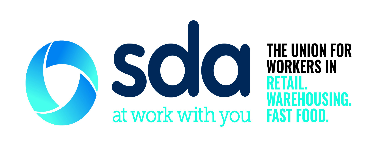 sda
at work with you
THE UNION FOR
WORKERS IN
RETAIL.
WAREHOUSING.
FAST FOOD.